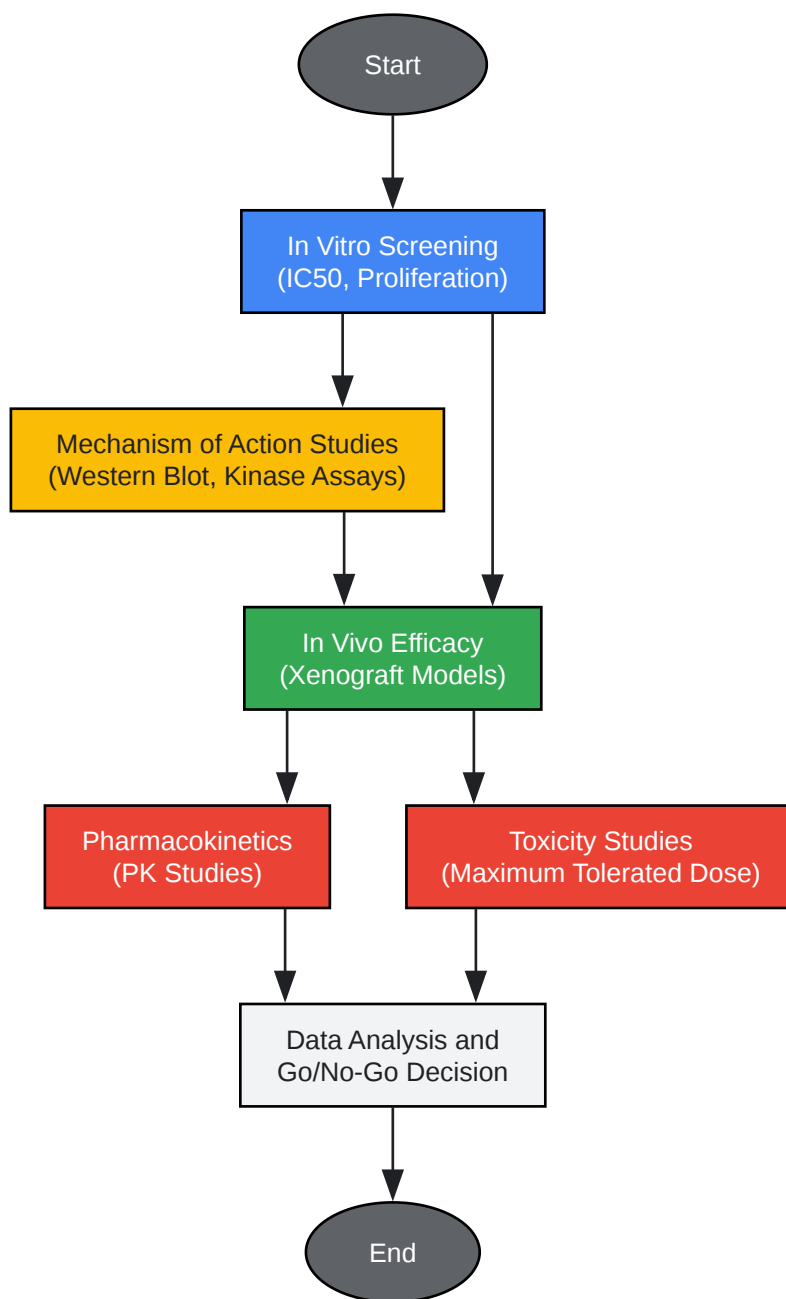 Start
In Vitro Screening
(IC50, Proliferation)
Mechanism of Action Studies
(Western Blot, Kinase Assays)
In Vivo Efficacy
(Xenograft Models)
Pharmacokinetics
(PK Studies)
Toxicity Studies
(Maximum Tolerated Dose)
Data Analysis and
Go/No-Go Decision
End